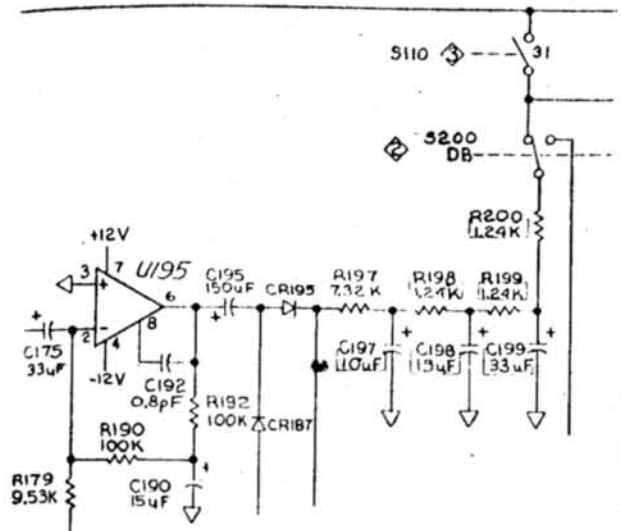 S110 3 31
2 S200
DB
R200
1.24K
+12V
3 + 7 U195 6
C195
150uF
+
CR195
R197
7.32K
R198
1.24K
R199
1.24K
+
C175
33uF
2 - 4 8
-12V
C192
0.8pF
R192
100K
CR187
+
C197
10uF
+
C198
15uF
+
C199
33uF
R190
100K
R179
9.53K
C190
15uF
+